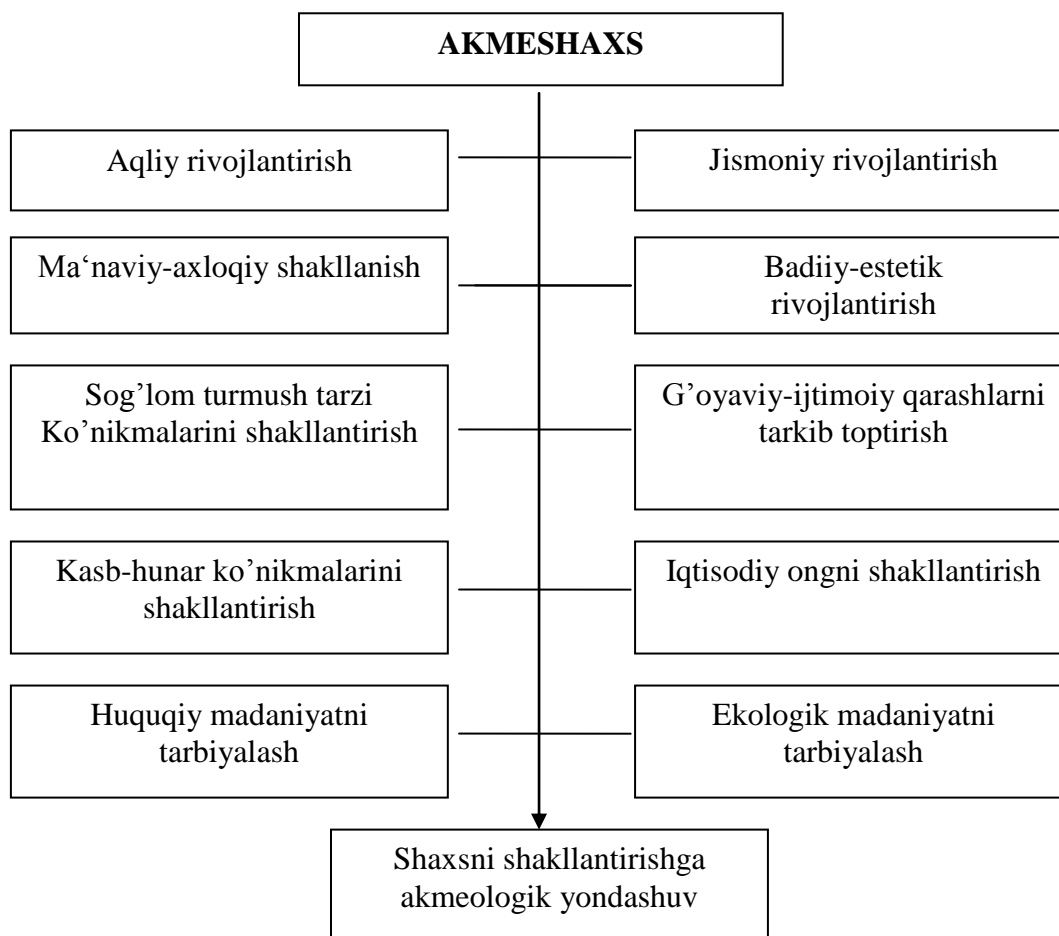 AKMESHAXS
Aqliy rivojlantirish
Jismoniy rivojlantirish
Ma‘naviy-axloqiy shakllanish
Badiiy-estetik
rivojlantirish
Sog’lom turmush tarzi
Ko’nikmalarini shakllantirish
G’oyaviy-ijtimoiy qarashlarni
tarkib toptirish
Kasb-hunar ko’nikmalarini
shakllantirish
Iqtisodiy ongni shakllantirish
Huquqiy madaniyatni
tarbiyalash
Ekologik madaniyatni
tarbiyalash
Shaxsni shakllantirishga
akmeologik yondashuv